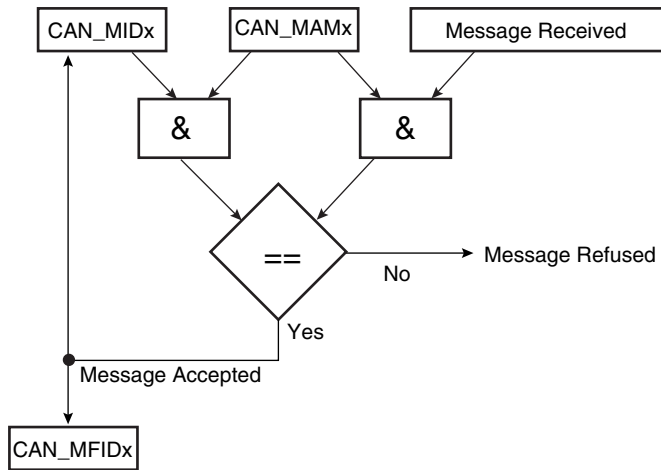 CAN_MIDx
CAN_MAMx
Message Received
&
&
==
No
Message Refused
Yes
Message Accepted
CAN_MFIDx